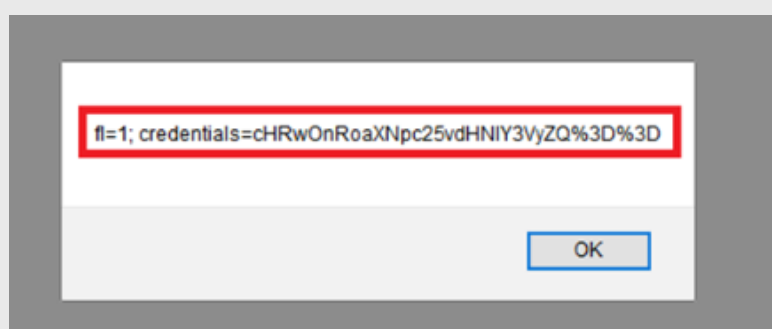 fl=1; credentials=cHRwOnRoaXNpc25vdHNlY3VyZQ%3D%3D
OK